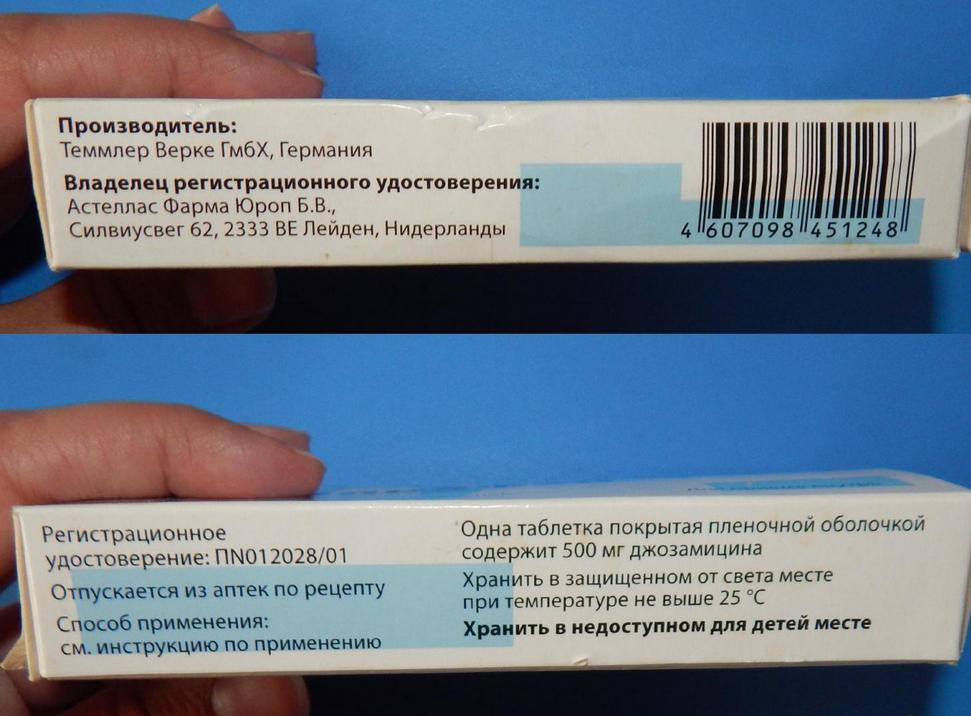 Производитель:
Теммлер Верке ГмбХ, Германия
Владелец регистрационного удостоверения:
Астеллас Фарма Юроп Б.В.,
Силвиусвег 62, 2333 ВЕ Лейден, Нидерланды
4 607098 451248
Регистрационное
удостоверение: ПN012028/01
Отпускается из аптек по рецепту
Способ применения:
см. инструкцию по применению
Одна таблетка покрытая пленочной оболочкой
содержит 500 мг джозамицина
Хранить в защищенном от света месте
при температуре не выше 25 °C
Хранить в недоступном для детей месте